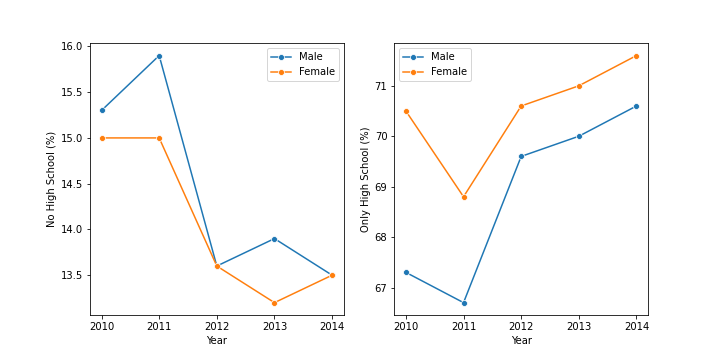 Male
Female
16.0
15.5
15.0
14.5
14.0
13.5
No High School (%)
2010 2011 2012 2013 2014
Year
Male
Female
71
70
69
68
67
Only High School (%)
2010 2011 2012 2013 2014
Year